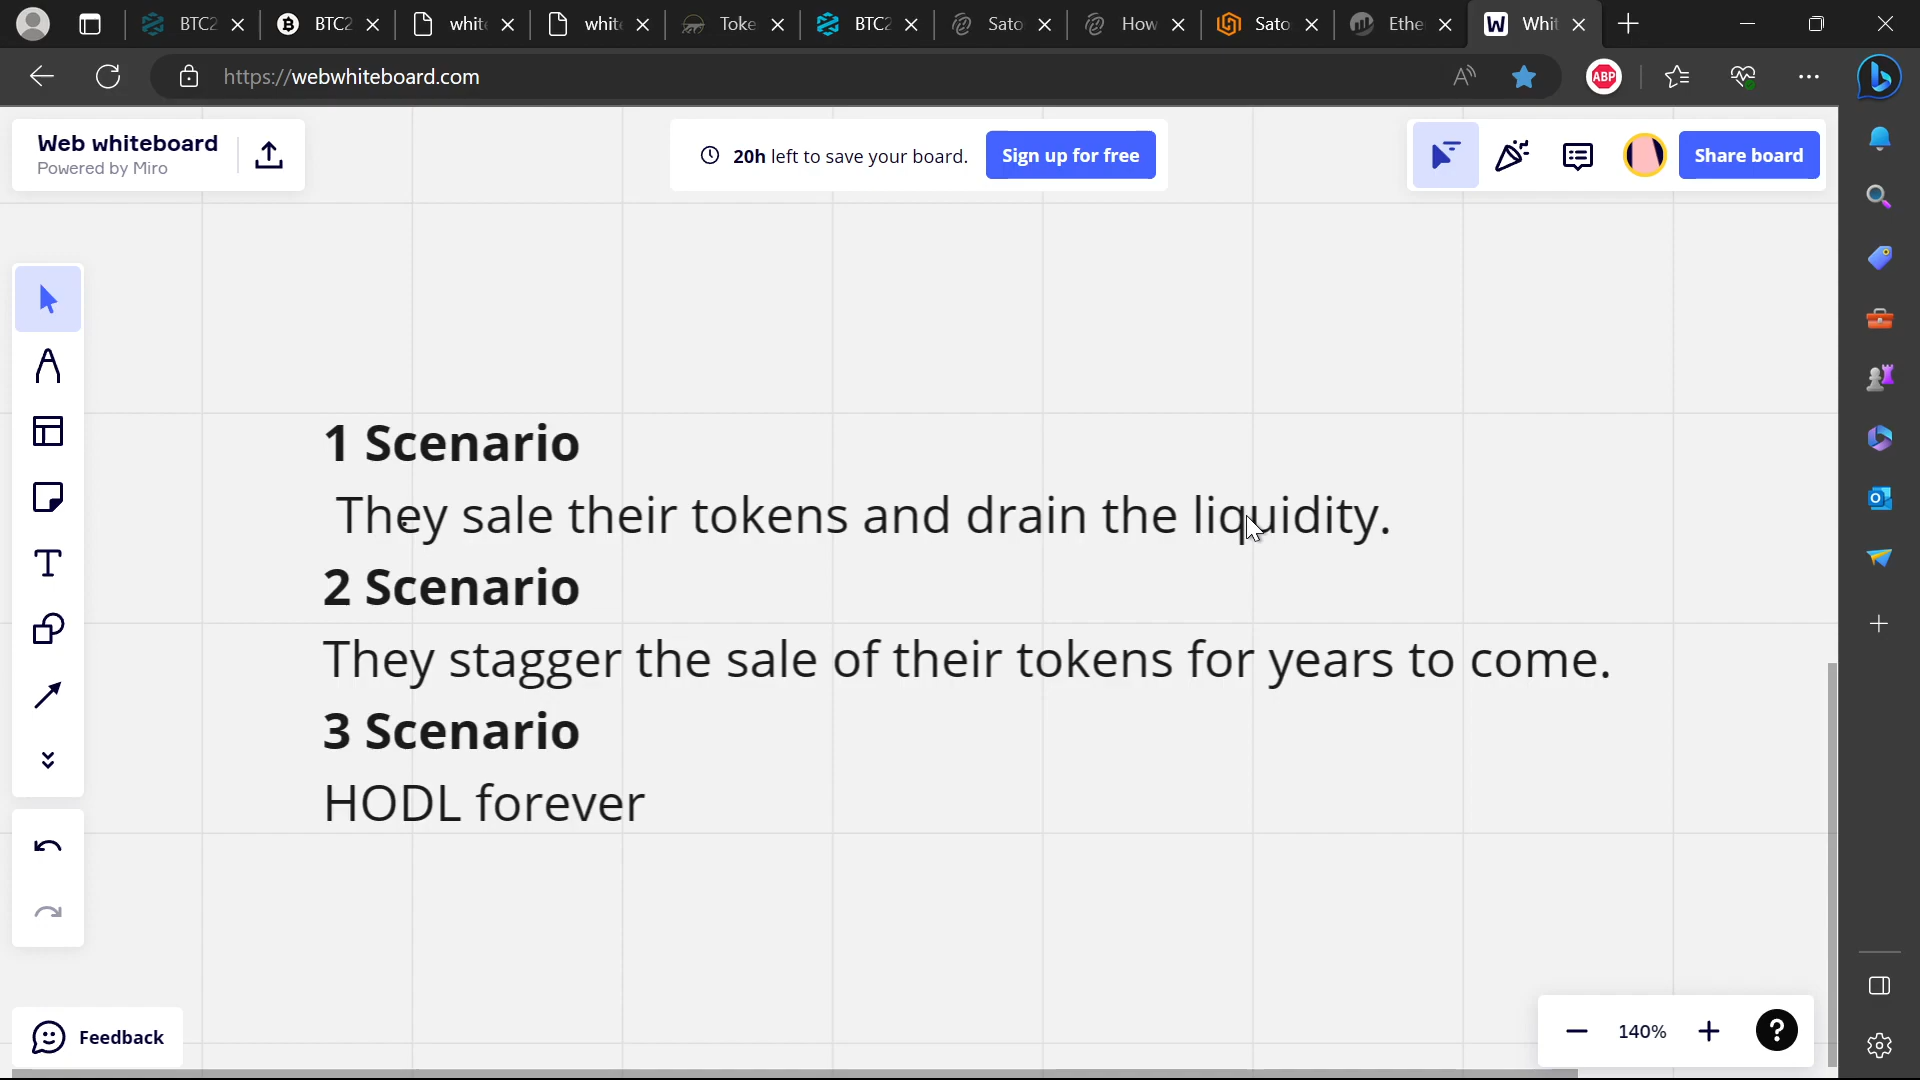 BTC2
BTC2
white
white
Toke
BTC2
Sato
How
Sato
Ethe
W
Whit
https://webwhiteboard.com
ABP
Web whiteboard
Powered by Miro
20h left to save your board.
Sign up for free
Share board
1 Scenario
They sale their tokens and drain the liquidity.
2 Scenario
They stagger the sale of their tokens for years to come.
3 Scenario
HODL forever
Feedback
140%
?